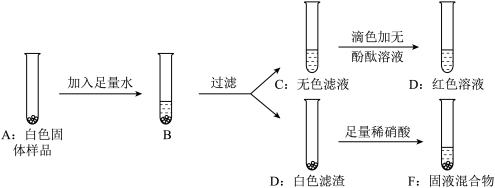 滴色加无
酚酞溶液
加入足量水
过滤
C：无色滤液
D：红色溶液
A：白色固
体样品
B
足量稀硝酸
D：白色滤渣
F：固液混合物